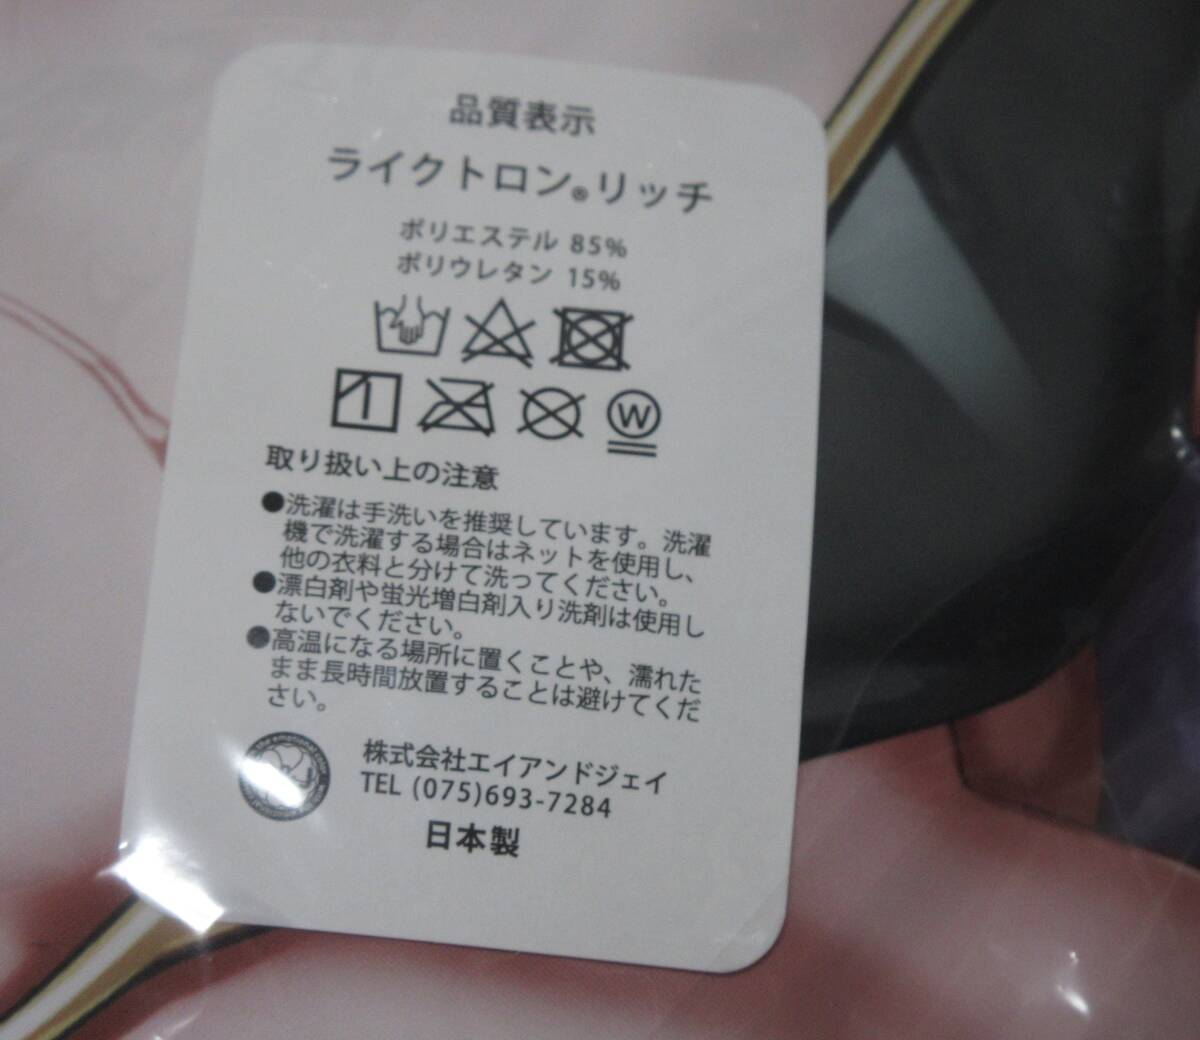 品質表示
ライクトロン®リッチ
ポリエステル 85%
ポリウレタン 15%
W
取り扱い上の注意
●洗濯は手洗いを推奨しています。洗濯
機で洗濯する場合はネットを使用し、
他の衣料と分けて洗ってください。
●漂白剤や蛍光増白剤入り洗剤は使用し
ないでください。
●高温になる場所に置くことや、濡れた
まま長時間放置することは避けてくだ
さい。
株式会社エイアンドジェイ
TEL (075)693-7284
日本製